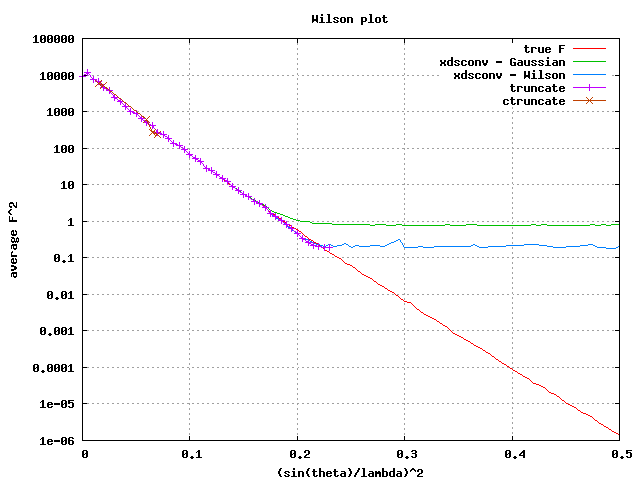 Wilson plot
100000
10000
1000
100
10
1
0.1
0.01
0.001
0.0001
1e-05
1e-06
average F^2
true F
xdsconv - Gaussian
xdsconv - Wilson
truncate
ctruncate
0 0.1 0.2 0.3 0.4 0.5
(sin(theta)/lambda)^2